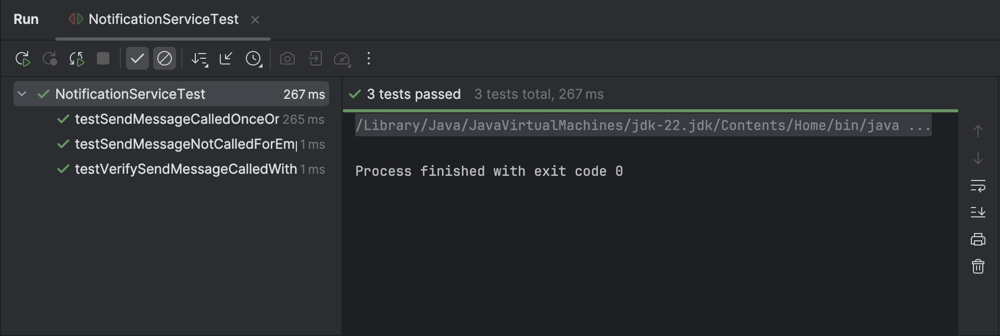 Run NotificationServiceTest
NotificationServiceTest 267 ms
testSendMessageCalledOnceOr 265 ms
testSendMessageNotCalledForEmp 1 ms
testVerifySendMessageCalledWith 1 ms
3 tests passed 3 tests total, 267 ms
/Library/Java/JavaVirtualMachines/jdk-22.jdk/Contents/Home/bin/java ...
Process finished with exit code 0